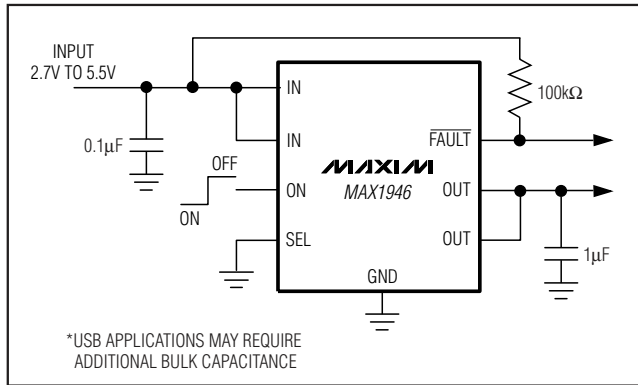 INPUT
2.7V TO 5.5V
0.1µF
OFF
ON
IN
IN
ON
SEL
MAXIM
MAX1946
GND
FAULT
OUT
OUT
100kΩ
1µF
*USB APPLICATIONS MAY REQUIRE
ADDITIONAL BULK CAPACITANCE